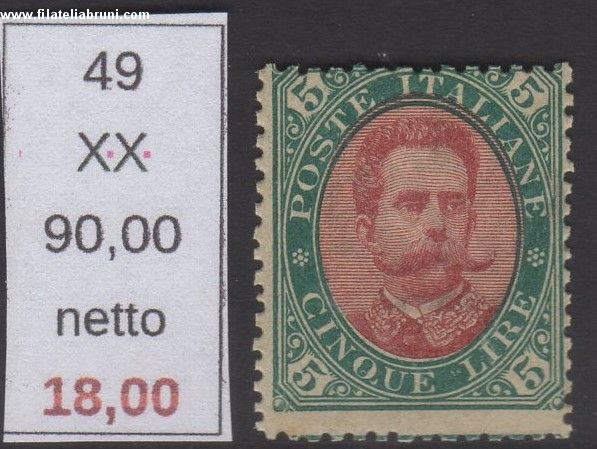 www.filateliabruni.com
49
XX
90,00
netto
18,00
5 5
POSTE ITALIANE
CINQUE LIRE
5 5